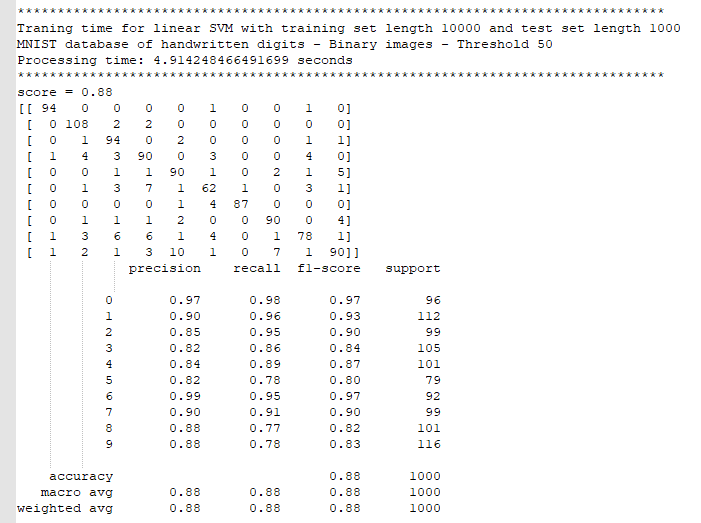 *********************************************************************************
Traning time for linear SVM with training set length 10000 and test set length 1000
MNIST database of handwritten digits - Binary images - Threshold 50
Processing time: 4.914248466491699 seconds
*********************************************************************************
score = 0.88
[[ 94   0   0   0   0   1   0   0   1   0]
 [  0 108   2   2   0   0   0   0   0   0]
 [  0   1  94   0   2   0   0   0   1   1]
 [  1   4   3  90   0   3   0   0   4   0]
 [  0   0   1   1  90   1   0   2   1   5]
 [  0   1   3   7   1  62   1   0   3   1]
 [  0   0   0   0   1   4  87   0   0   0]
 [  0   1   1   1   2   0   0  90   0   4]
 [  1   3   6   6   1   4   0   1  78   1]
 [  1   2   1   3  10   1   0   7   1  90]]
              precision    recall  f1-score   support
           0       0.97      0.98      0.97        96
           1       0.90      0.96      0.93       112
           2       0.85      0.95      0.90        99
           3       0.82      0.86      0.84       105
           4       0.84      0.89      0.87       101
           5       0.82      0.78      0.80        79
           6       0.99      0.95      0.97        92
           7       0.90      0.91      0.90        99
           8       0.88      0.77      0.82       101
           9       0.88      0.78      0.83       116
    accuracy                           0.88      1000
   macro avg       0.88      0.88      0.88      1000
weighted avg       0.88      0.88      0.88      1000